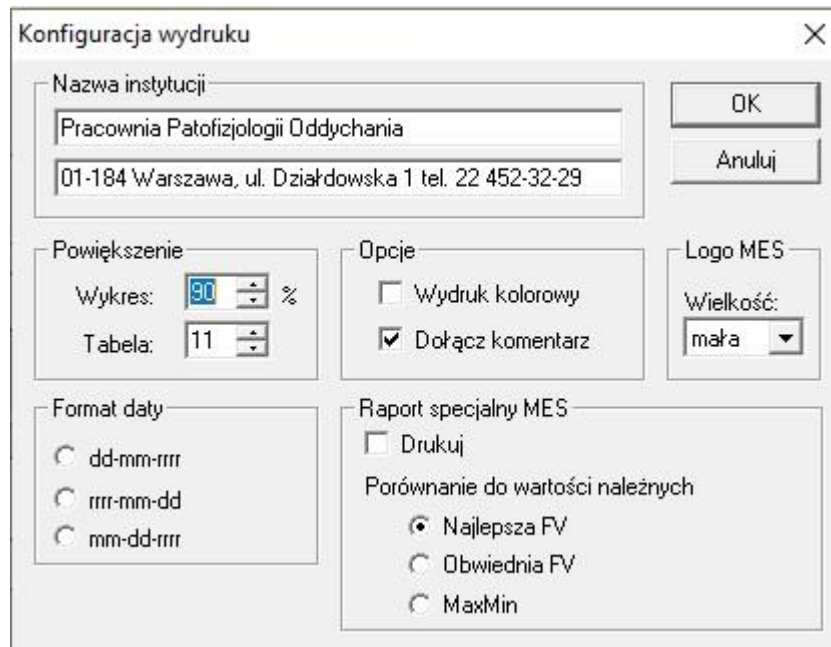 Konfiguracja wydruku
Nazwa instytucji
Pracownia Patofizjologii Oddychania
01-184 Warszawa, ul. Działdowska 1 tel. 22 452-32-29
OK
Anuluj
Powiększenie
Wykres: 90 %
Tabela: 11
Opcje
Wydruk kolorowy
Dołącz komentarz
Logo MES
Wielkość:
mała
Format daty
dd-mm-rrrr
rrrr-mm-dd
mm-dd-rrrr
Raport specjalny MES
Drukuj
Porównanie do wartości należnych
Najlepsza FV
Obwiednia FV
MaxMin